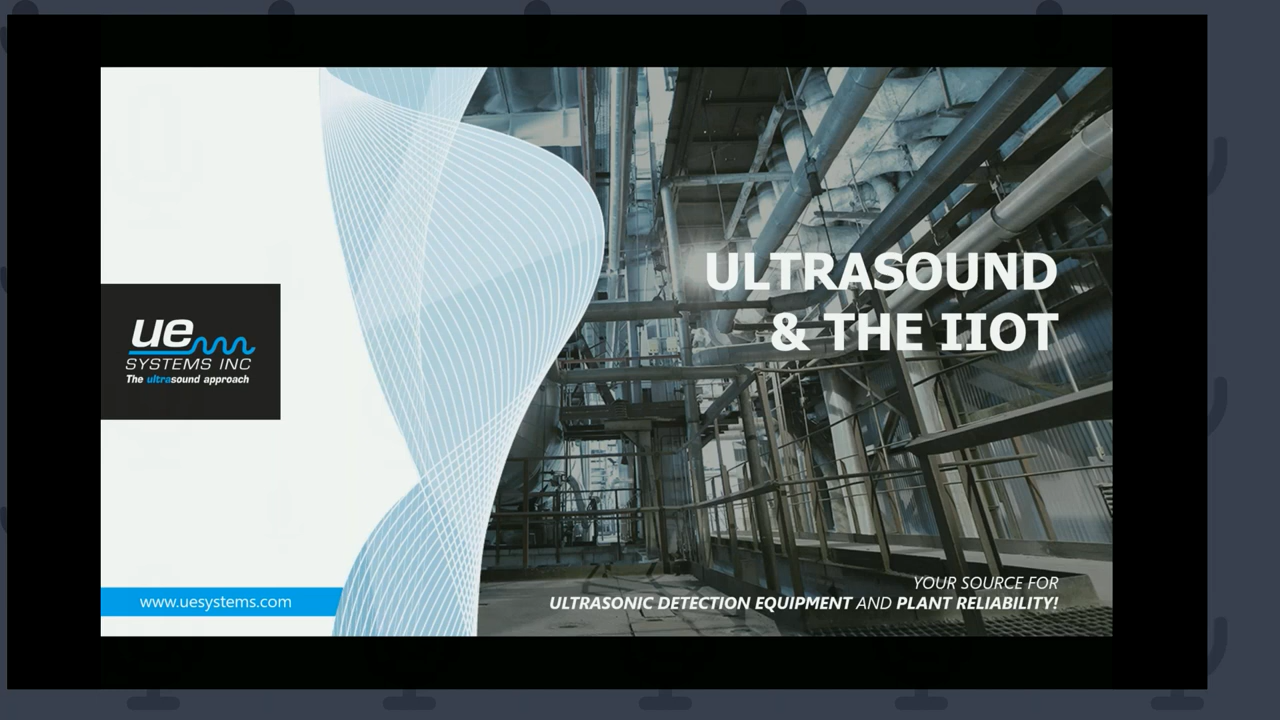 ULTRASOUND
& THE IIOT
ue
SYSTEMS INC
The ultrasound approach
www.uesystems.com
YOUR SOURCE FOR
ULTRASONIC DETECTION EQUIPMENT AND PLANT RELIABILITY!